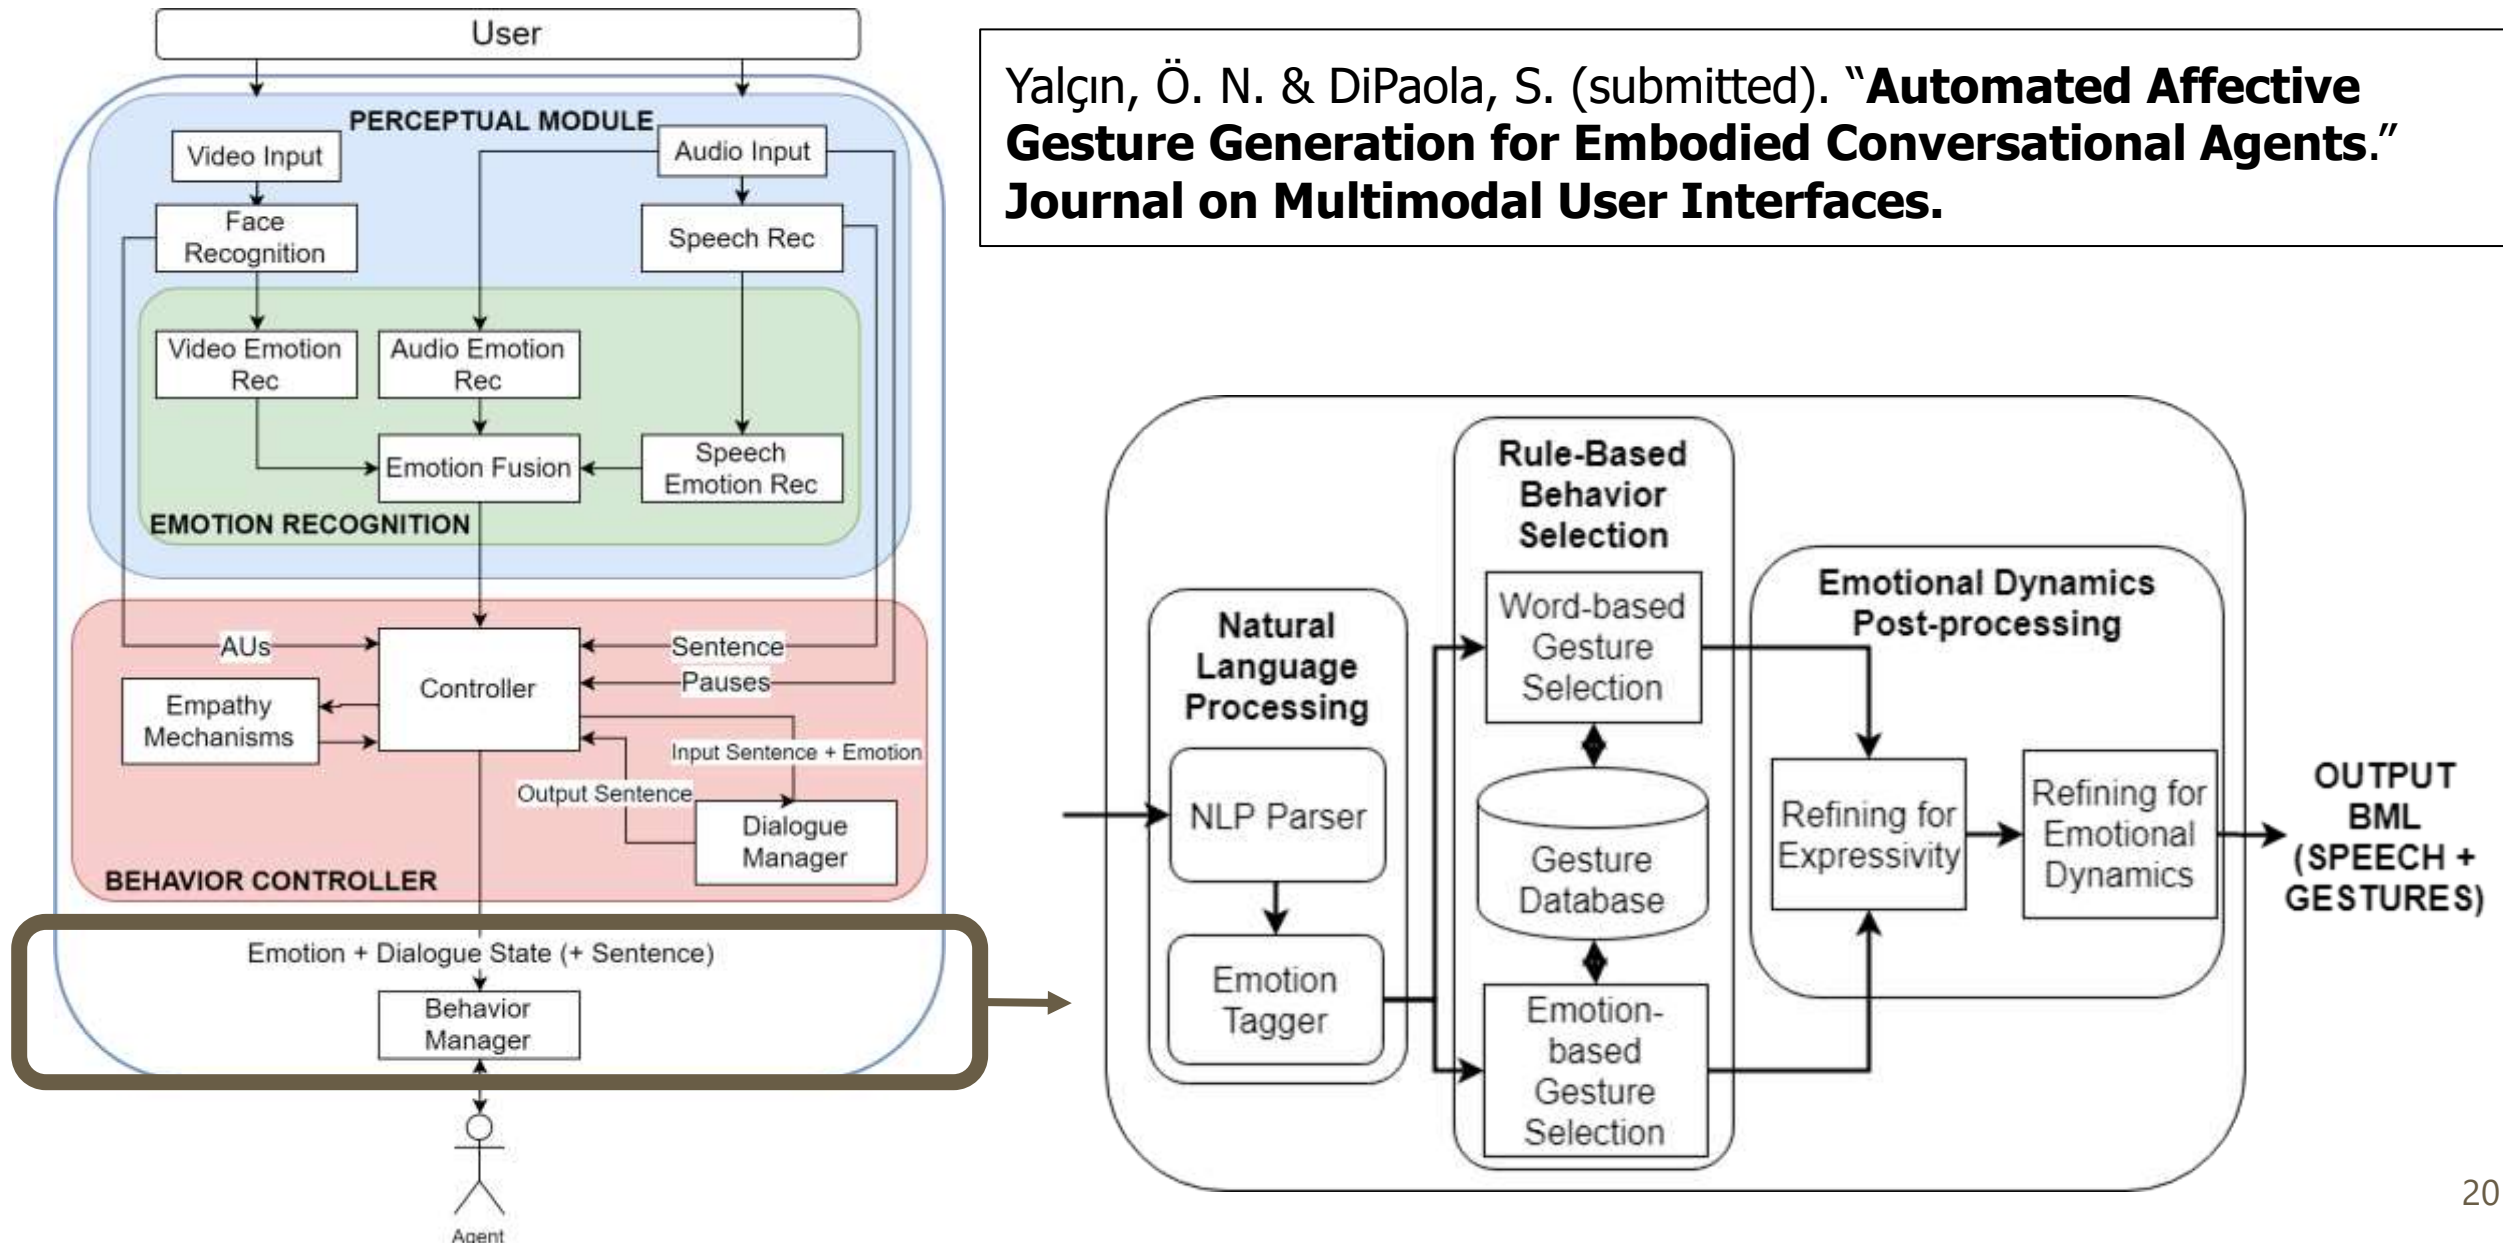 User
PERCEPTUAL MODULE
Video Input
Audio Input
Face
Recognition
Speech Rec
Video Emotion
Rec
Audio Emotion
Rec
Emotion Fusion
Speech
Emotion Rec
EMOTION RECOGNITION
AUs
Controller
Sentence
Pauses
Empathy
Mechanisms
Input Sentence + Emotion
Output Sentence
Dialogue
Manager
BEHAVIOR CONTROLLER
Emotion + Dialogue State (+ Sentence)
Behavior
Manager
Agent
Yalçın, Ö. N. & DiPaola, S. (submitted). “Automated Affective
Gesture Generation for Embodied Conversational Agents.”
Journal on Multimodal User Interfaces.
Natural
Language
Processing
NLP Parser
Emotion
Tagger
Rule-Based
Behavior
Selection
Word-based
Gesture
Selection
Gesture
Database
Emotion-
based
Gesture
Selection
Emotional Dynamics
Post-processing
Refining for
Expressivity
Refining for
Emotional
Dynamics
OUTPUT
BML
(SPEECH +
GESTURES)
20